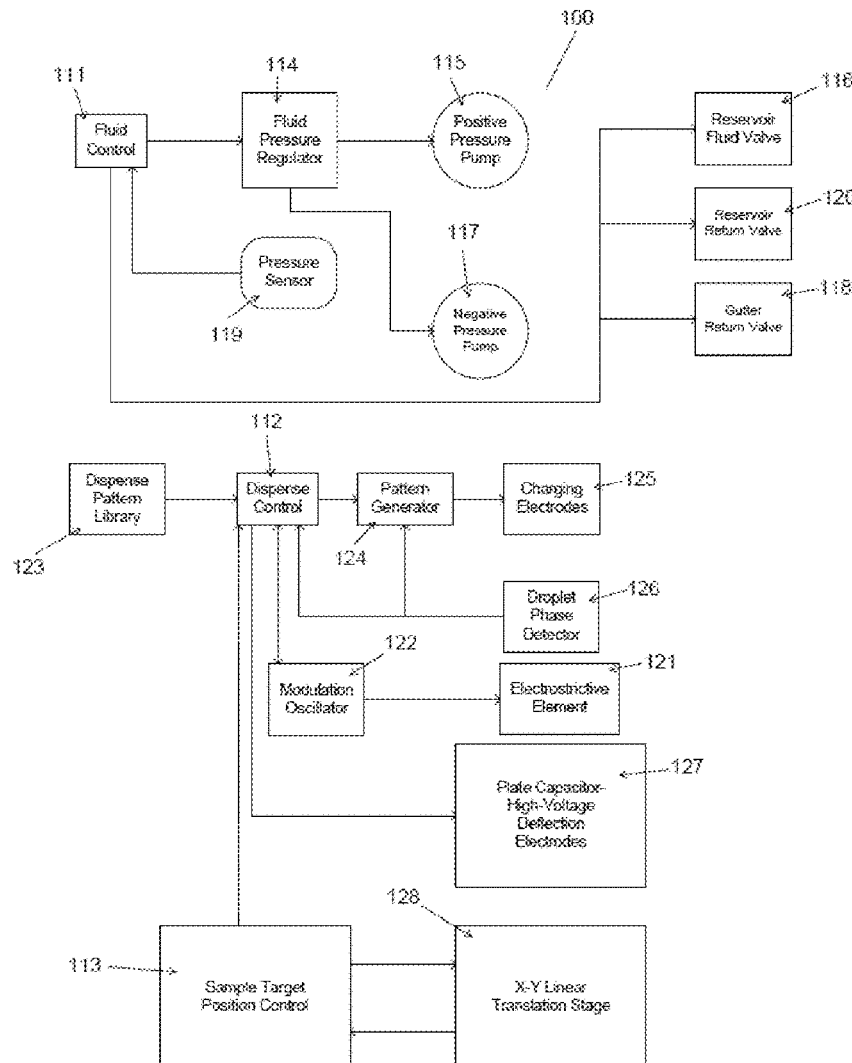 100
111
114
115
116
Fluid
Control
Fluid
Pressure
Regulator
Positive
Pressure
Pump
Reservoir
Fluid Valve
120
Reservoir
Return Valve
Pressure
Sensor
119
117
Negative
Pressure
Pump
118
Gutter
Return Valve
112
Dispense
Pattern
Library
123
Dispense
Control
Pattern
Generator
124
Charging
Electrodes
125
Droplet
Phase
Detector
126
122
Modulation
Oscillator
121
Electrostrictive
Element
Plate Capacitor-
High-Voltage
Deflection
Electrodes
127
128
113
Sample Target
Position Control
X-Y Linear
Translation Stage